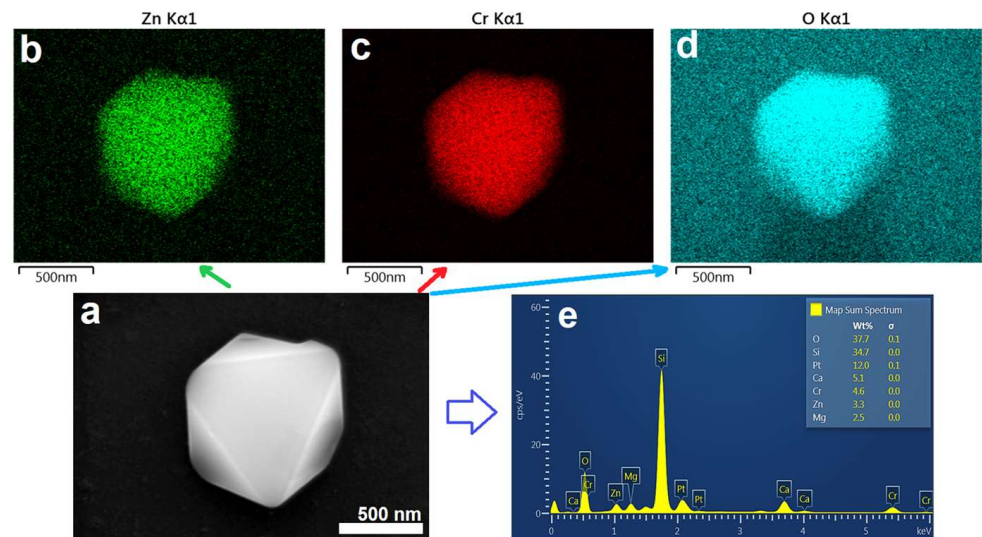 Zn Kα1
Cr Kα1
O Kα1
b
c
d
500nm
500nm
500nm
a
500 nm
e
60
40
20
0
cps/eV
Si
O
Cr
Ca
Zn
Mg
Pt
Pt
Ca
Ca
Cr
Cr
0
1
2
3
4
5
6
keV
Map Sum Spectrum
Wt% σ
O 37.7 0.1
Si 34.7 0.0
Pt 12.0 0.1
Ca 5.1 0.0
Cr 4.6 0.0
Zn 3.3 0.0
Mg 2.5 0.0